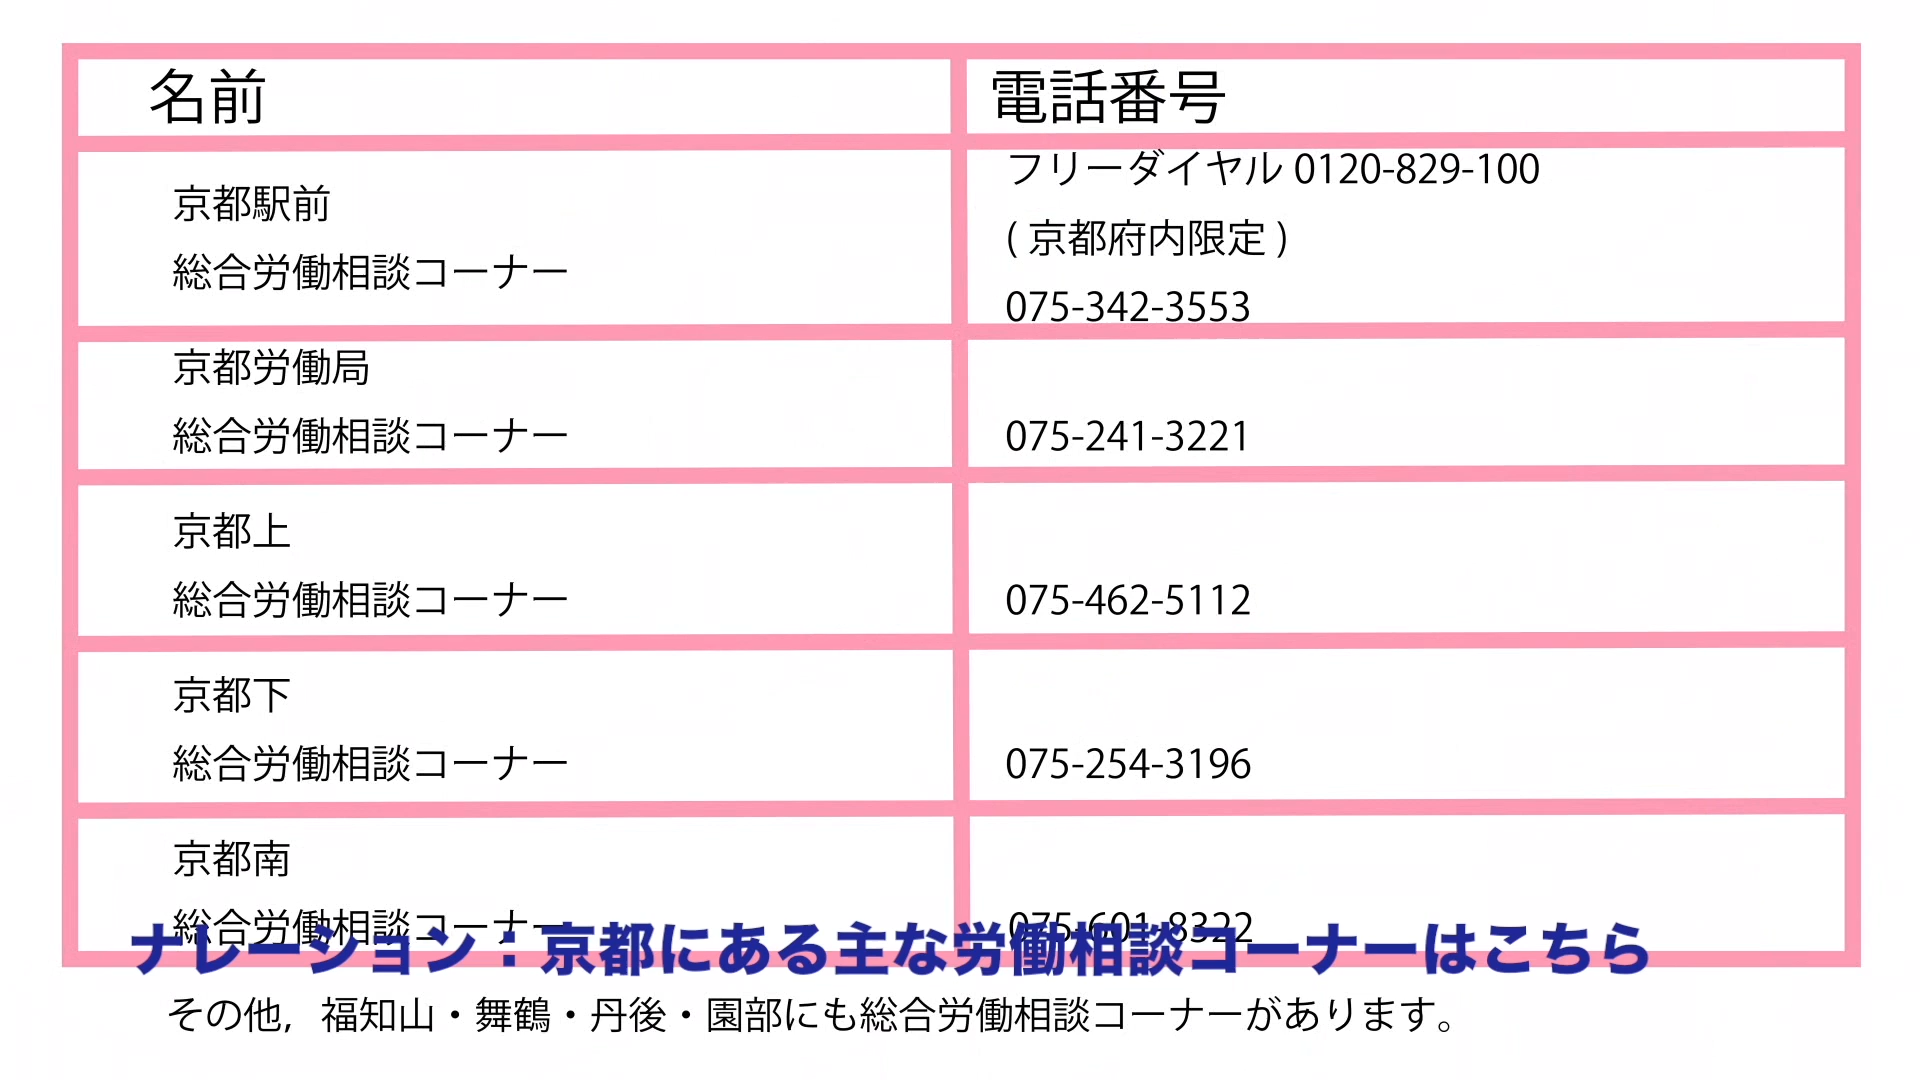 名前
電話番号
京都駅前
総合労働相談コーナー
フリーダイヤル 0120-829-100
( 京都府内限定 )
075-342-3553
京都労働局
総合労働相談コーナー
075-241-3221
京都上
総合労働相談コーナー
075-462-5112
京都下
総合労働相談コーナー
075-254-3196
京都南
総合労働相談コーナー
075-601-8322
ナレーション：京都にある主な労働相談コーナーはこちら
その他，福知山・舞鶴・丹後・園部にも総合労働相談コーナーがあります。